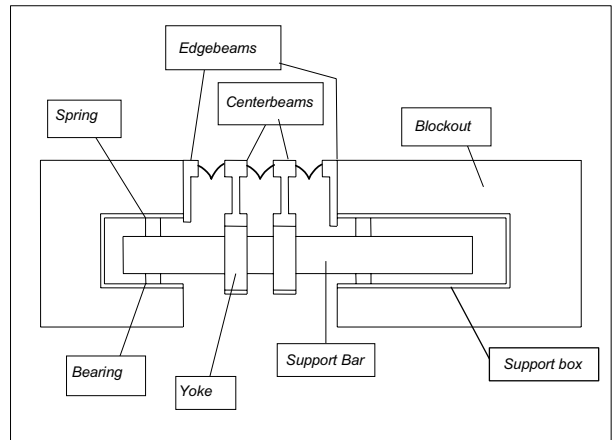 Edgebeams
Centerbeams
Spring
Blockout
Bearing
Yoke
Support Bar
Support box